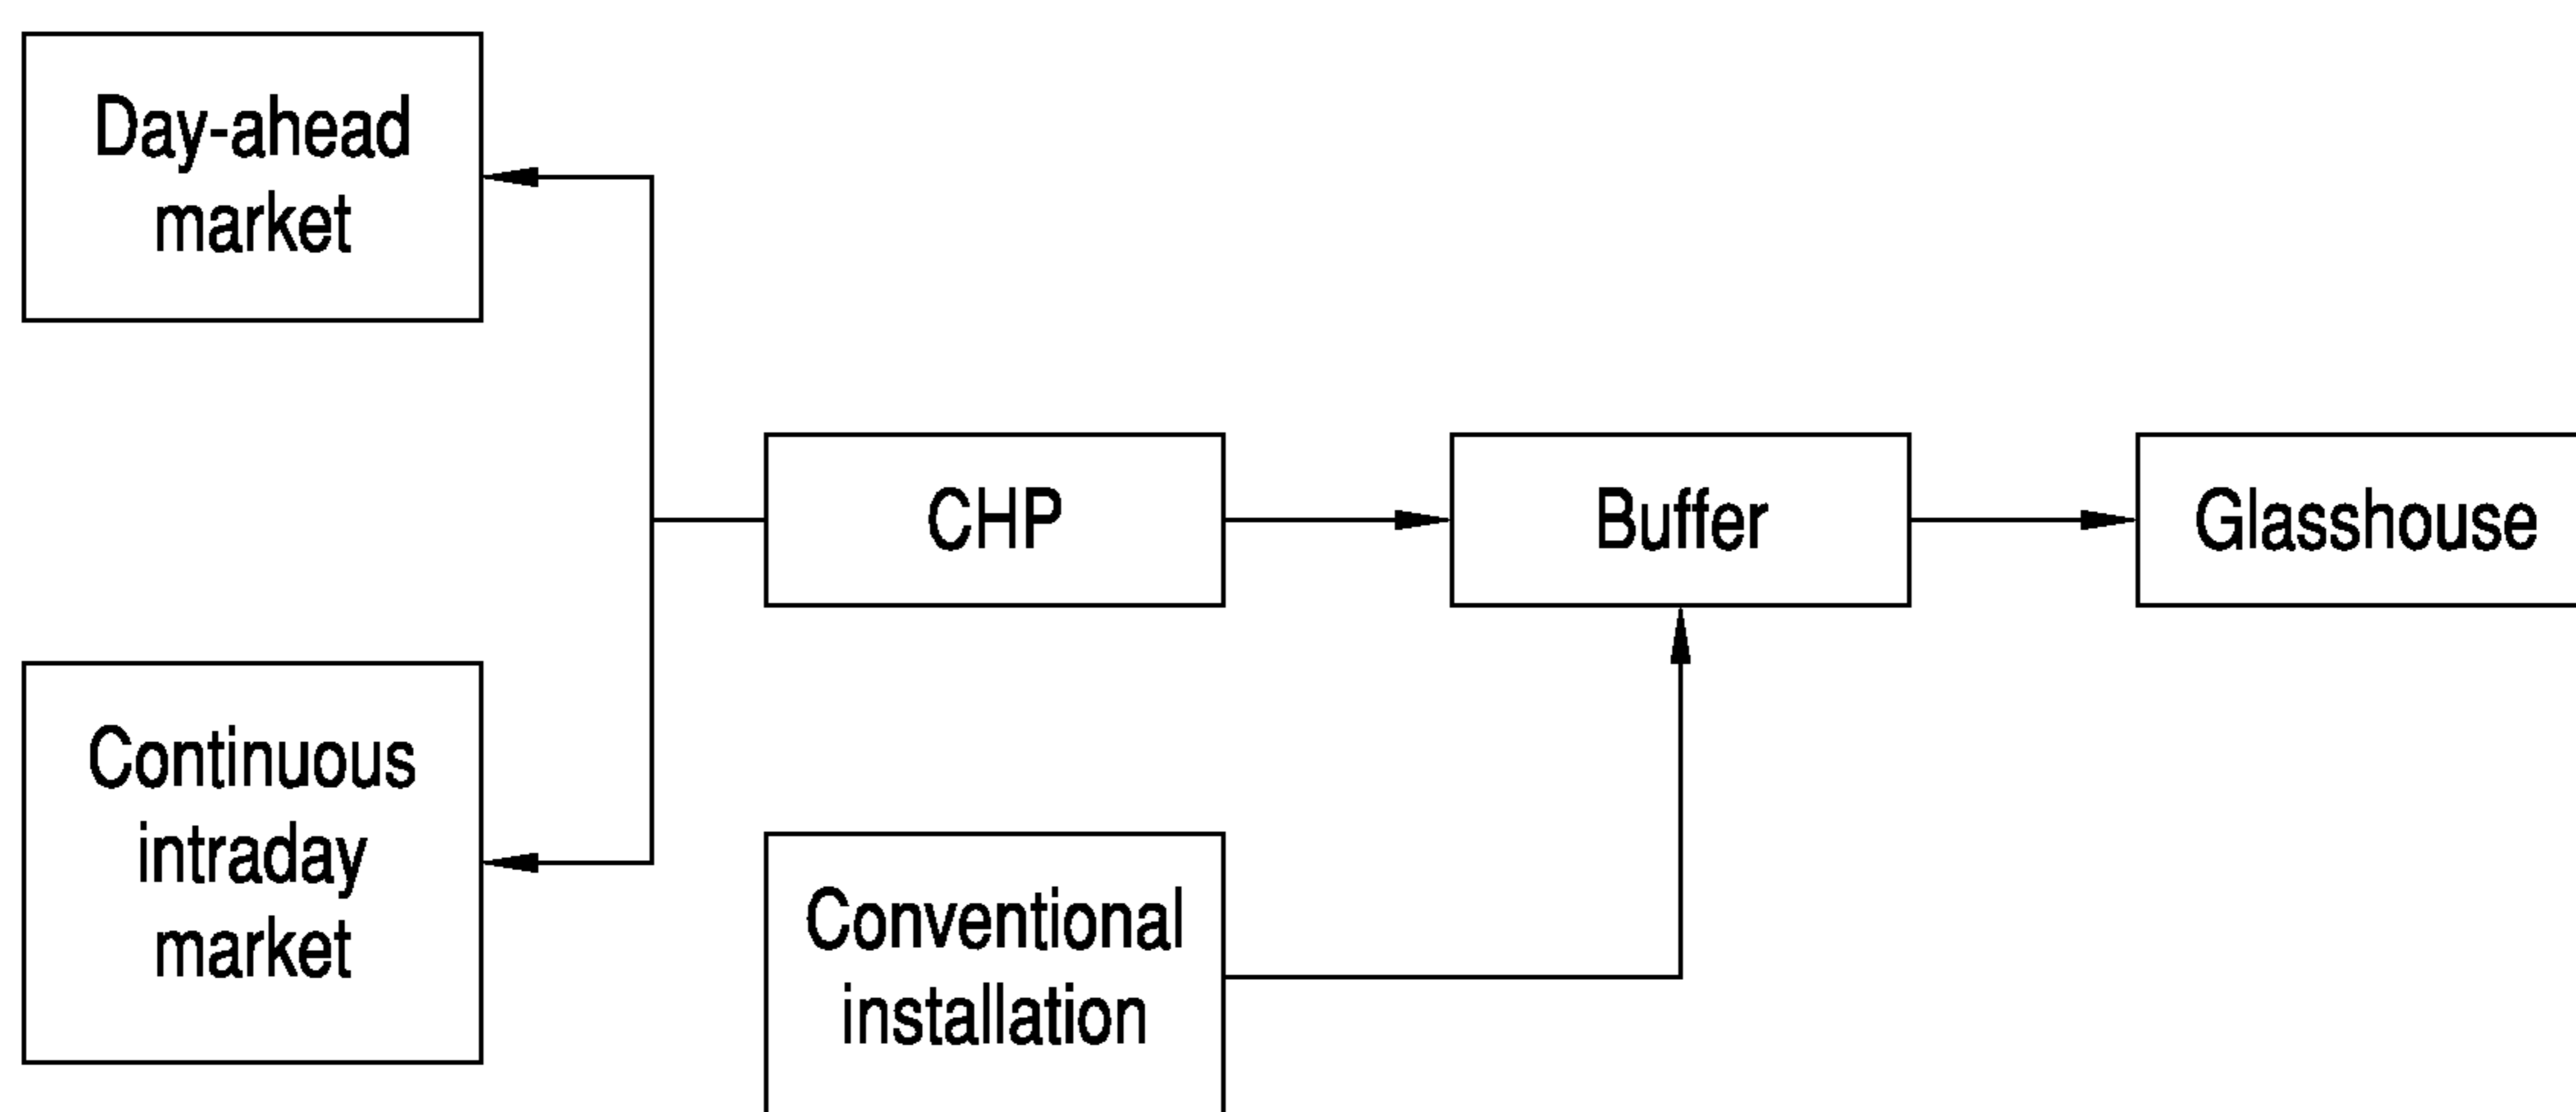 Day-ahead
market
CHP
Buffer
Glasshouse
Continuous
intraday
market
Conventional
installation